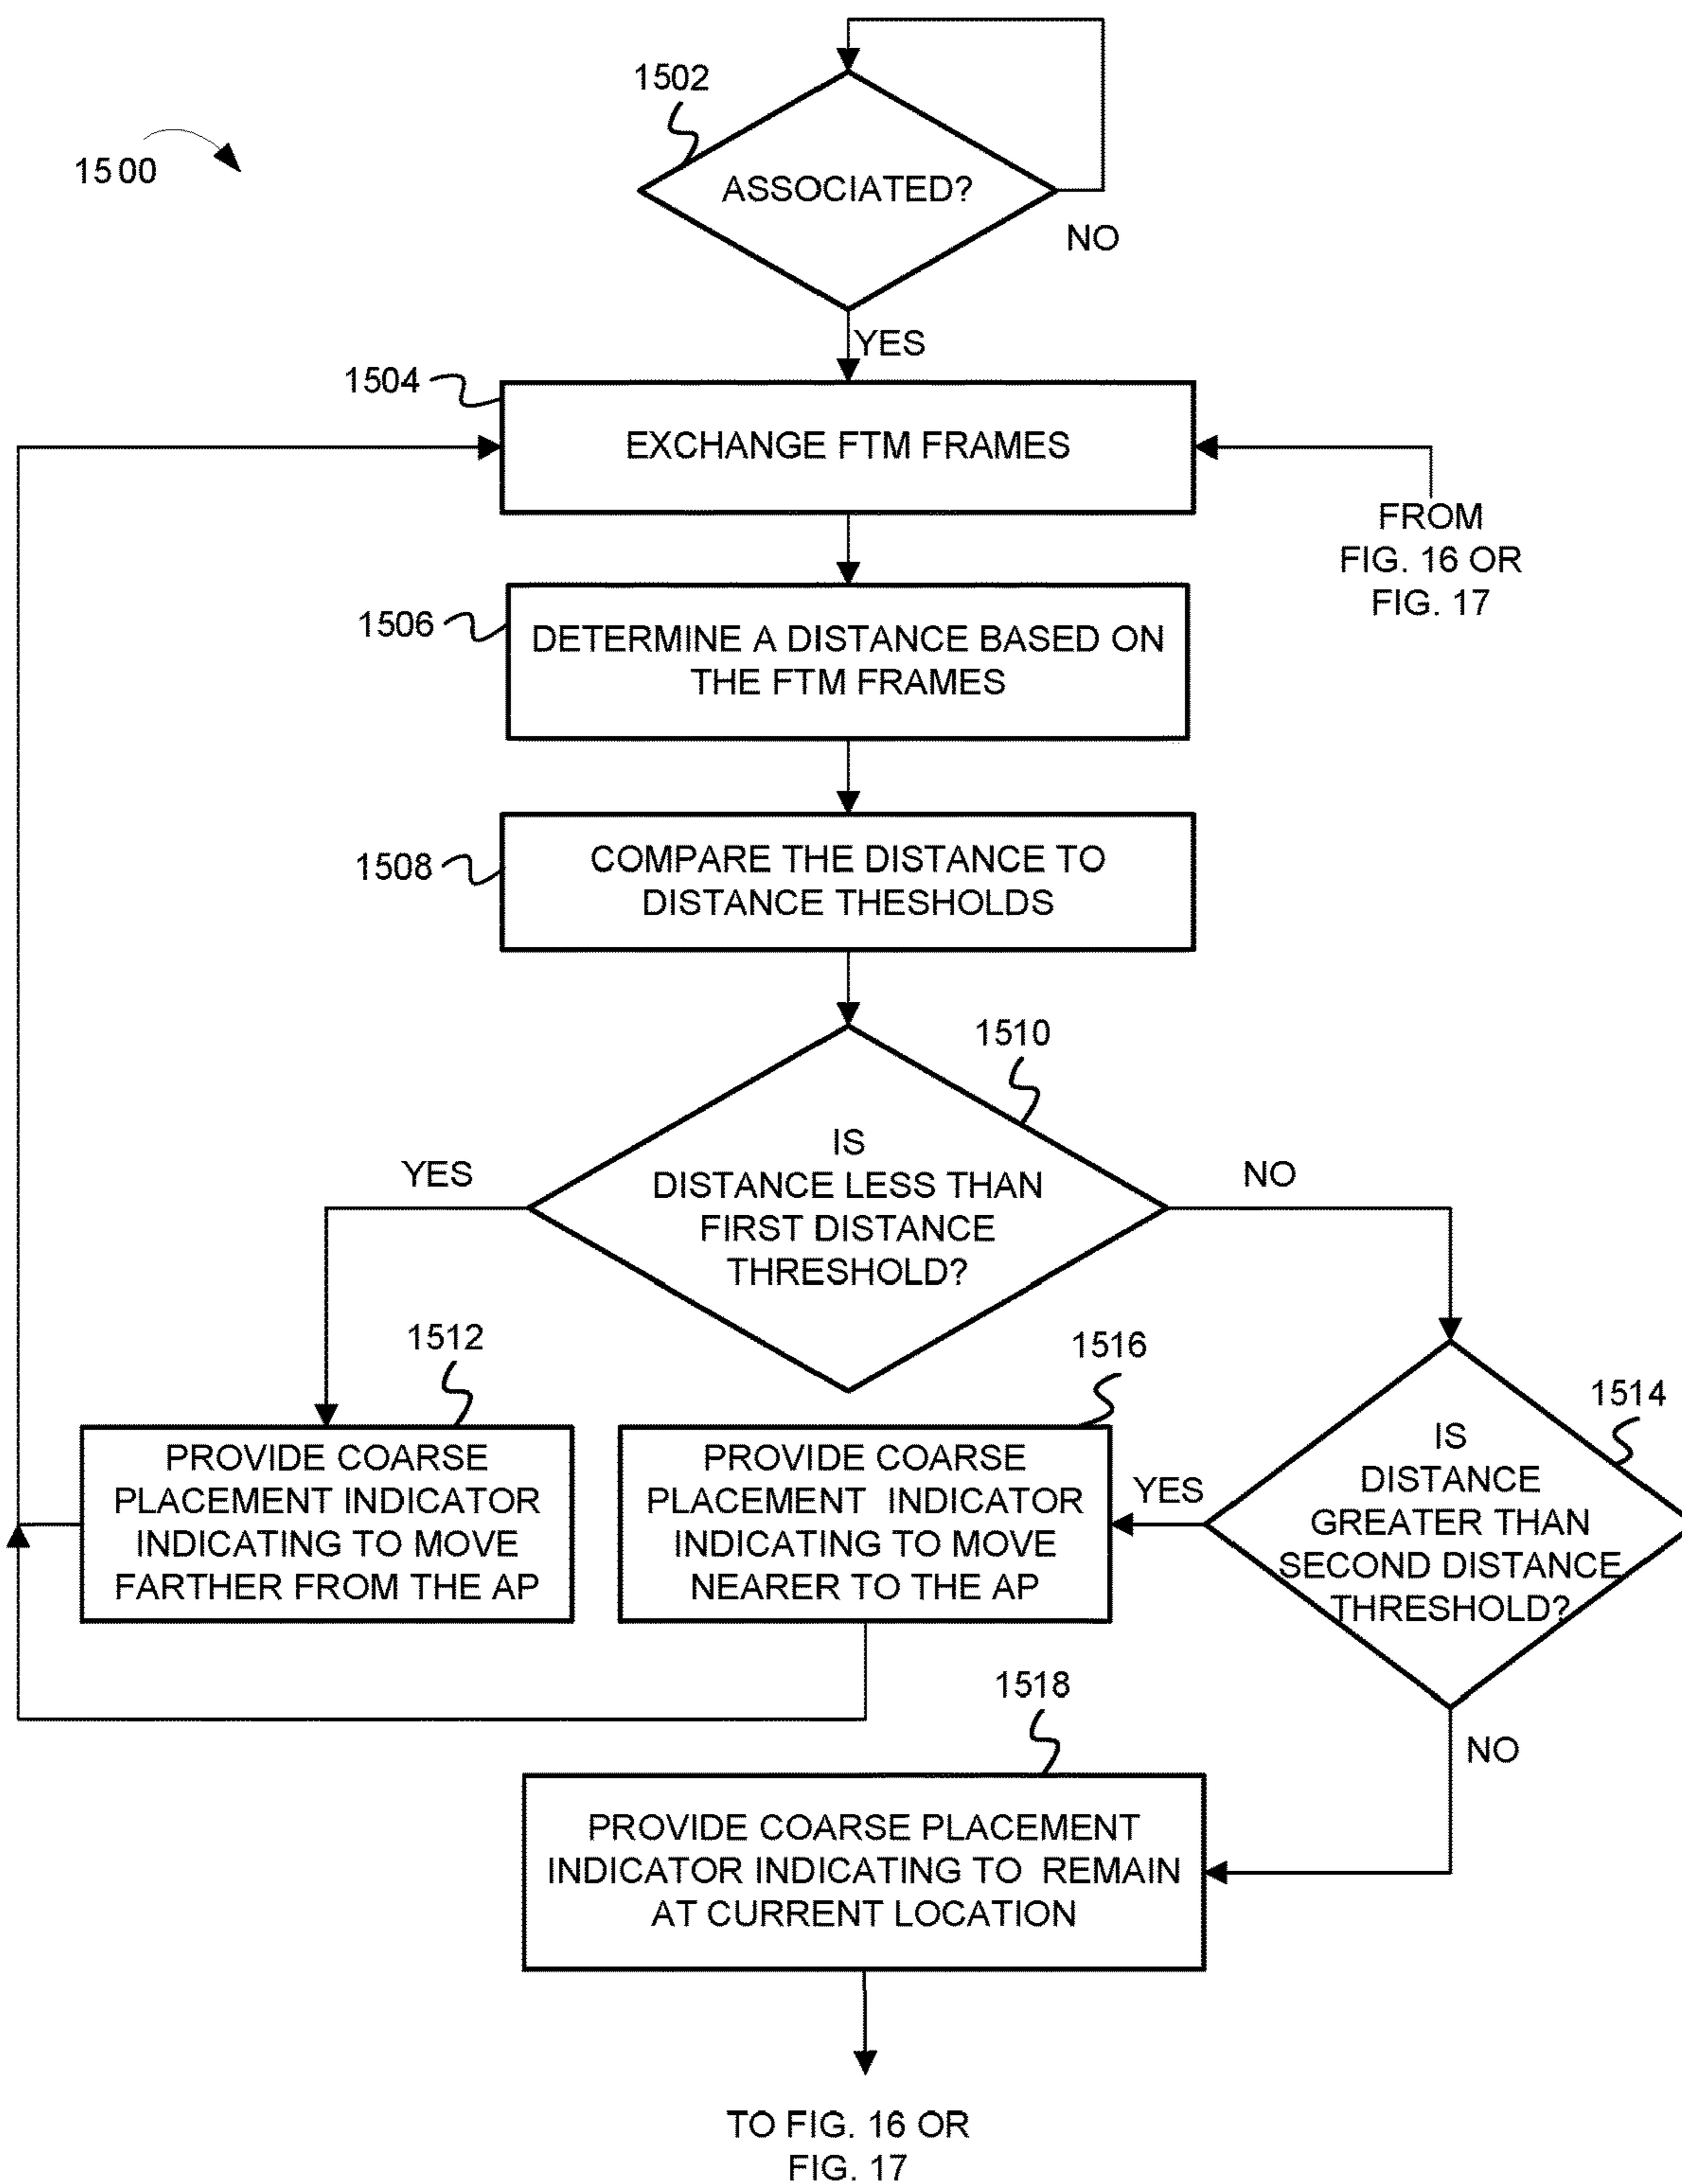 1502
1500
ASSOCIATED?
NO
YES
1504
EXCHANGE FTM FRAMES
FROM
FIG. 16 OR
FIG. 17
1506
DETERMINE A DISTANCE BASED ON
THE FTM FRAMES
1508
COMPARE THE DISTANCE TO
DISTANCE THESHOLDS
1510
IS
DISTANCE LESS THAN
FIRST DISTANCE
THRESHOLD?
YES
NO
1512
PROVIDE COARSE
PLACEMENT INDICATOR
INDICATING TO MOVE
FARTHER FROM THE AP
1516
PROVIDE COARSE
PLACEMENT INDICATOR
INDICATING TO MOVE
NEARER TO THE AP
YES
1514
IS
DISTANCE
GREATER THAN
SECOND DISTANCE
THRESHOLD?
NO
1518
PROVIDE COARSE PLACEMENT
INDICATOR INDICATING TO REMAIN
AT CURRENT LOCATION
TO FIG. 16 OR
FIG. 17